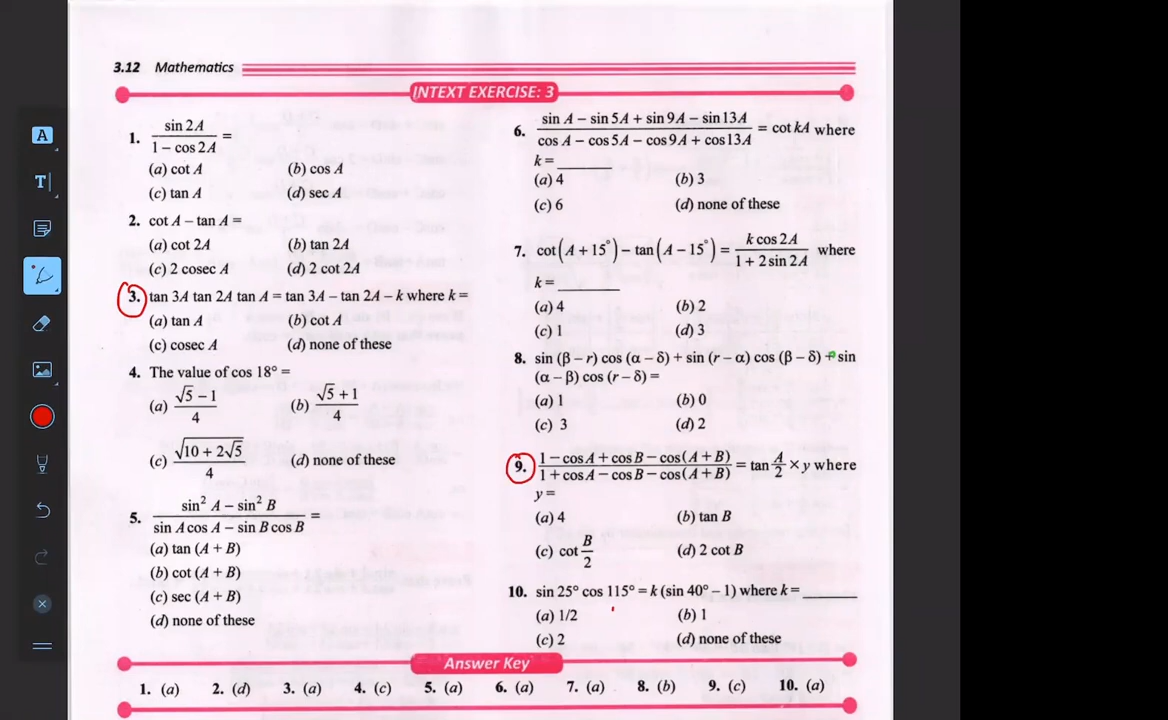 3.12 Mathematics
INTEXT EXERCISE: 3
1. sin 2A / 1 − cos 2A =
(a) cot A (b) cos A
(c) tan A (d) sec A
2. cot A − tan A =
(a) cot 2A (b) tan 2A
(c) 2 cosec A (d) 2 cot 2A
3. tan 3A tan 2A tan A = tan 3A − tan 2A − k where k =
(a) tan A (b) cot A
(c) cosec A (d) none of these
4. The value of cos 18° =
(a) √5 − 1 / 4 (b) √5 + 1 / 4
(c) √(10 + 2√5) / 4 (d) none of these
5. sin² A − sin² B / sin A cos A − sin B cos B =
(a) tan (A + B)
(b) cot (A + B)
(c) sec (A + B)
(d) none of these
6. sin A − sin 5A + sin 9A − sin 13A / cos A − cos 5A − cos 9A + cos 13A = cot kA where
k = ______
(a) 4 (b) 3
(c) 6 (d) none of these
7. cot(A + 15°) − tan(A − 15°) = k cos 2A / 1 + 2 sin 2A where
k = ______
(a) 4 (b) 2
(c) 1 (d) 3
8. sin (β − r) cos (α − δ) + sin (r − α) cos (β − δ) + sin
(α − β) cos (r − δ) =
(a) 1 (b) 0
(c) 3 (d) 2
9. 1 − cos A + cos B − cos(A + B) / 1 + cos A − cos B − cos(A + B) = tan A/2 × y where
y =
(a) 4 (b) tan B
(c) cot B/2 (d) 2 cot B
10. sin 25° cos 115° = k (sin 40° − 1) where k = ______
(a) 1/2 (b) 1
(c) 2 (d) none of these
Answer Key
1. (a) 2. (d) 3. (a) 4. (c) 5. (a) 6. (a) 7. (a) 8. (b) 9. (c) 10. (a)